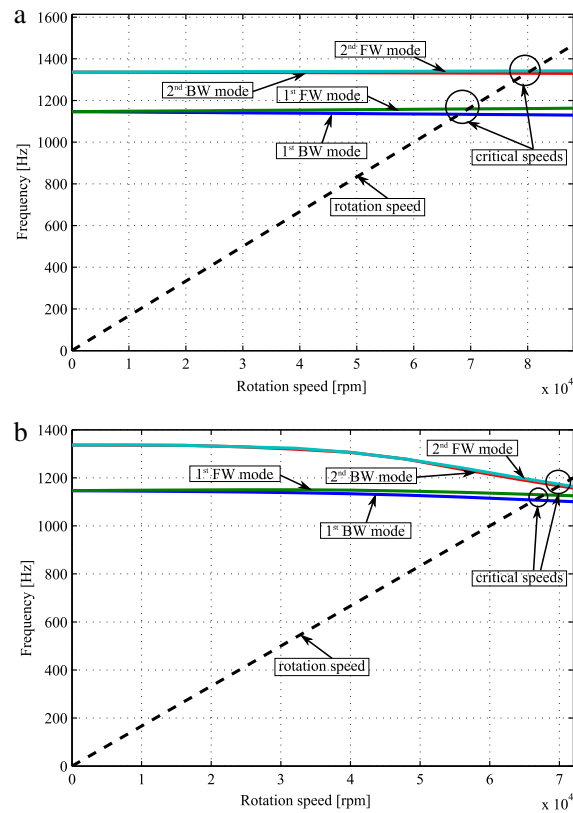 a
1600
1400
1200
1000
800
600
400
200
0
Frequency [Hz]
2nd FW mode
2nd BW mode
1st FW mode
1st BW mode
critical speeds
rotation speed
0 1 2 3 4 5 6 7 8
Rotation speed [rpm]
x 10^4
b
1400
1200
1000
800
600
400
200
0
Frequency [Hz]
2nd FW mode
1st FW mode
2nd BW mode
1st BW mode
critical speeds
rotation speed
0 1 2 3 4 5 6 7
Rotation speed [rpm]
x 10^4